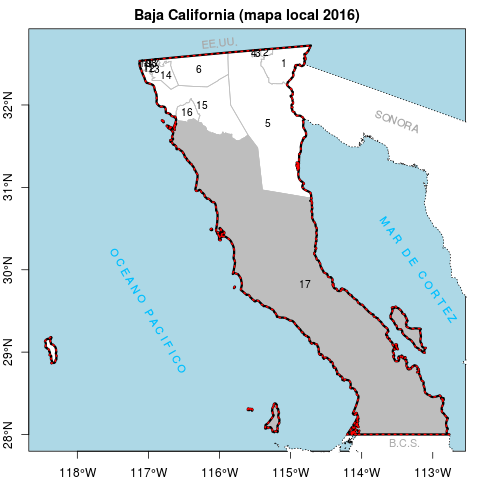 Baja California (mapa local 2016)
EE.UU.
4
3
2
1
6
14
13
15
16
5
SONORA
MAR DE CORTEZ
OCEANO PACIFICO
17
B.C.S.
32°N
31°N
30°N
29°N
28°N
118°W
117°W
116°W
115°W
114°W
113°W